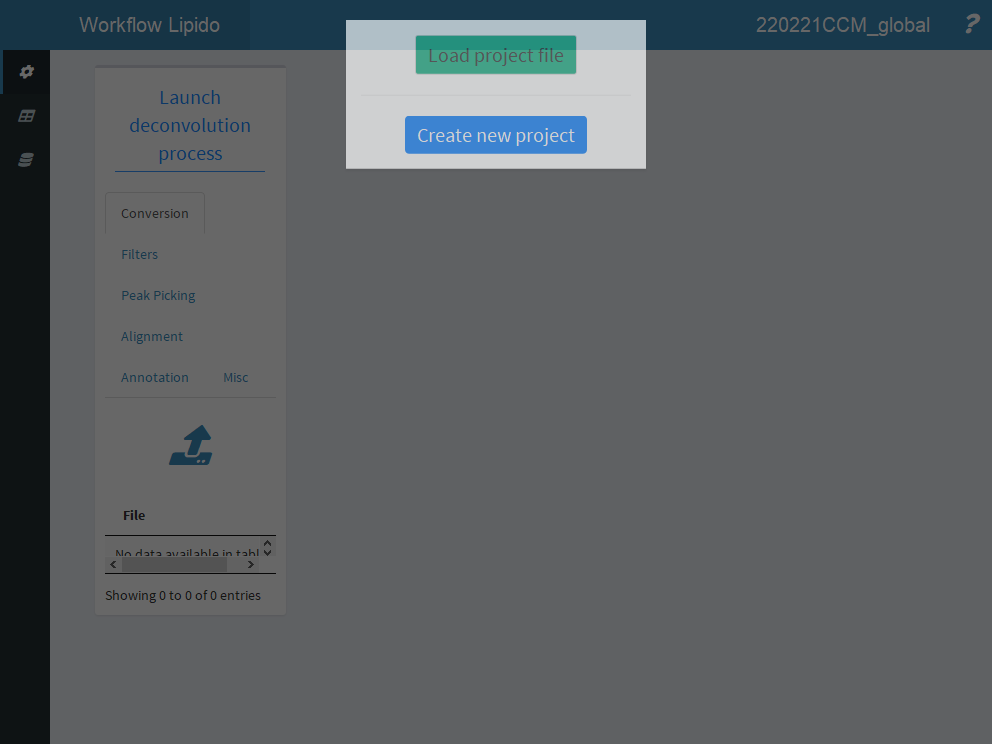 Workflow Lipido
220221CCM_global
?
Load project file
Create new project
Launch
deconvolution
process
Conversion
Filters
Peak Picking
Alignment
Annotation Misc
File
No data available in tabl
Showing 0 to 0 of 0 entries